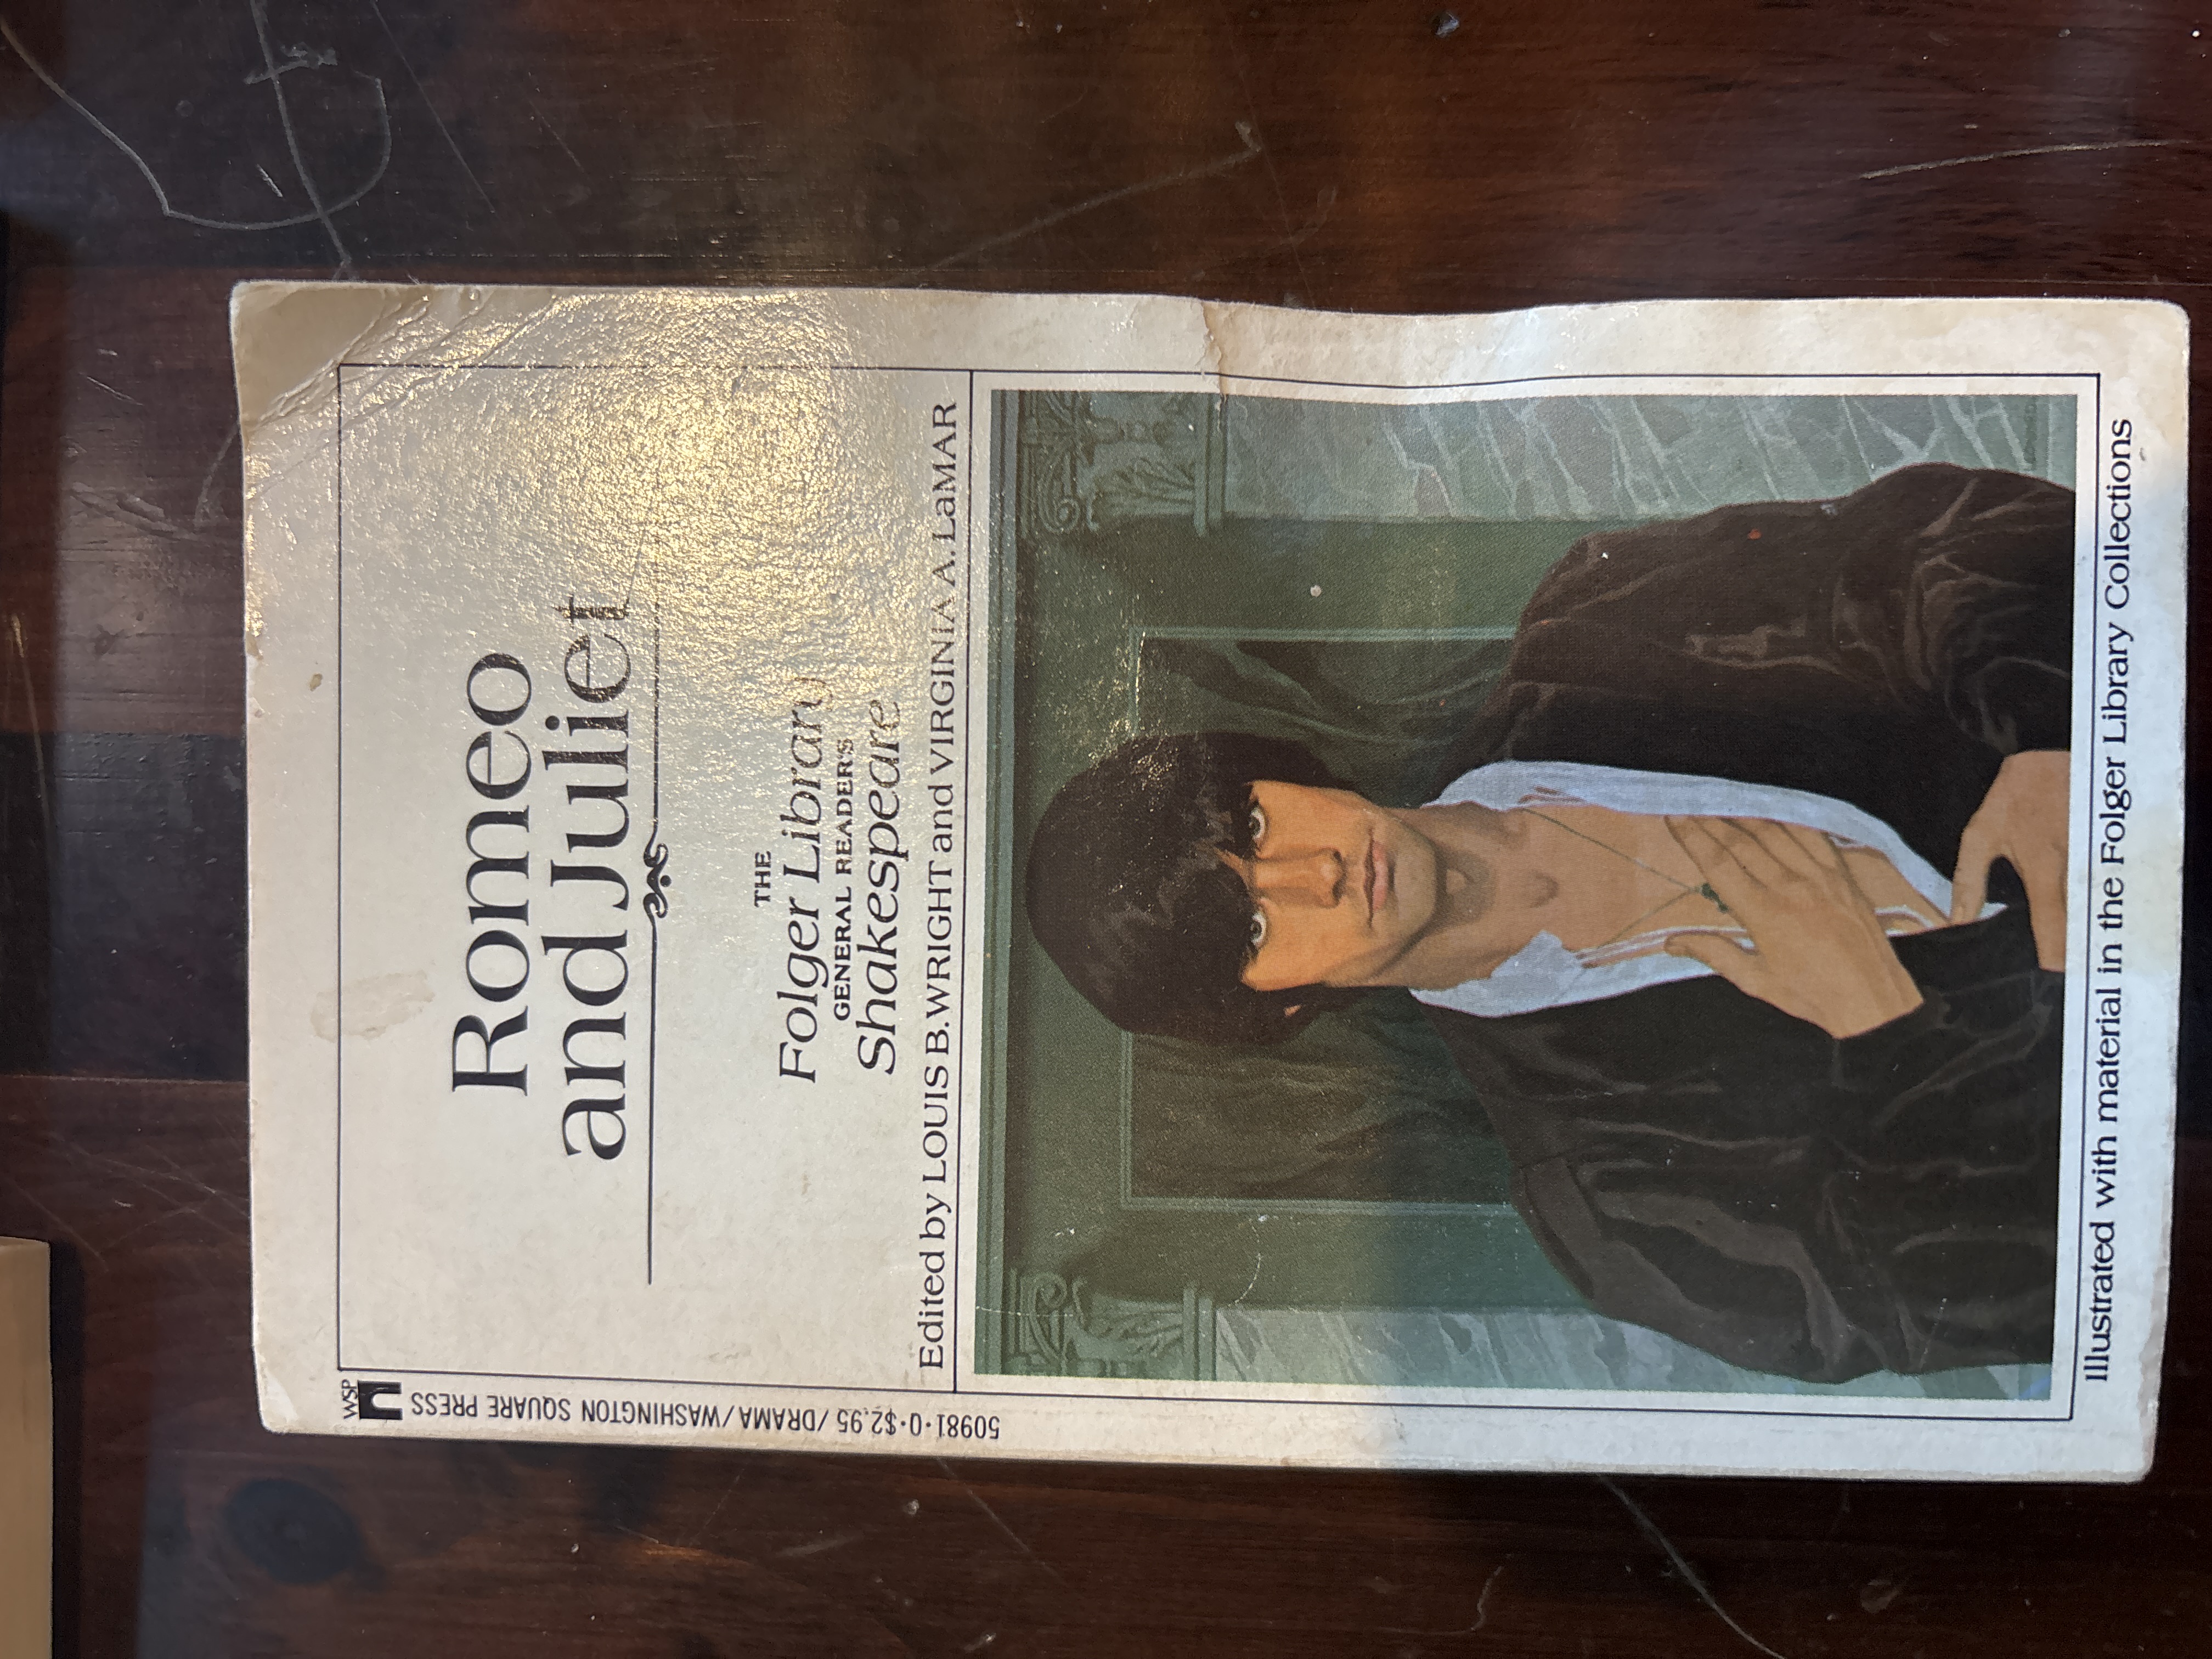 WSP
50981-0·$2.95/DRAMA/WASHINGTON SQUARE PRESS
Romeo
and Juliet
THE
Folger Library
GENERAL READER'S
Shakespeare
Edited by LOUIS B. WRIGHT and VIRGINIA A. LaMAR
Illustrated with material in the Folger Library Collections